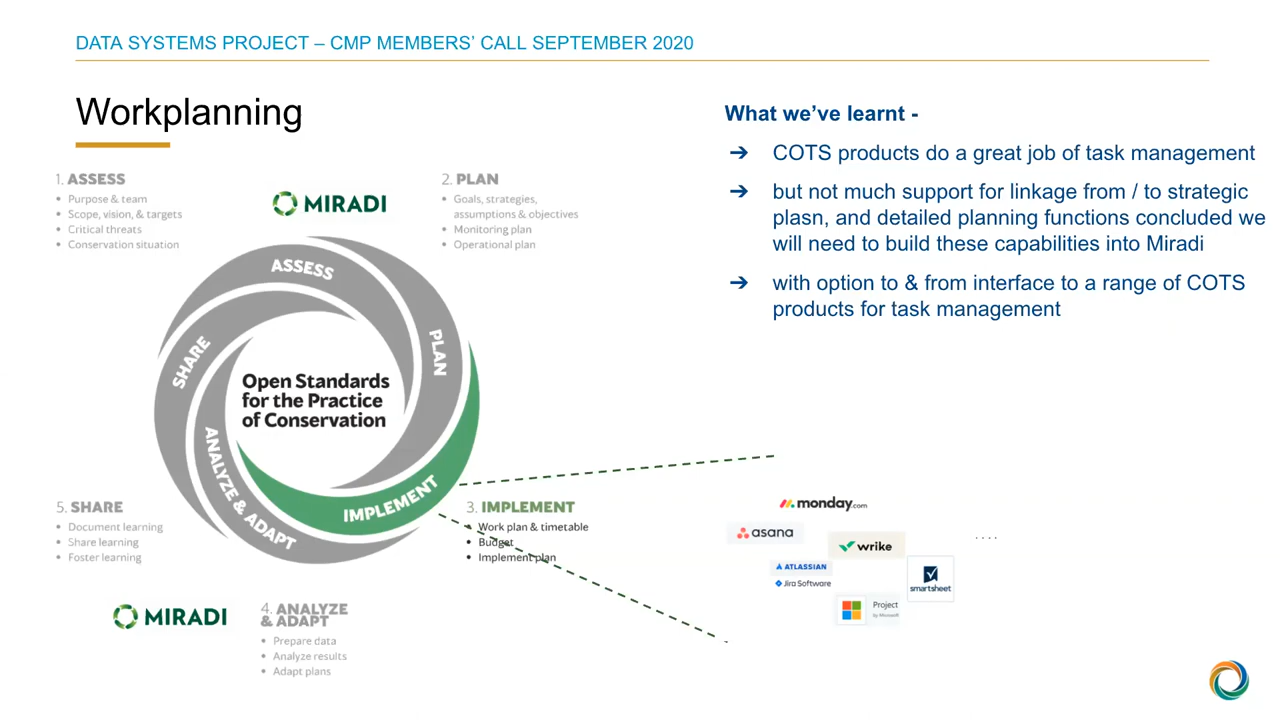 DATA SYSTEMS PROJECT – CMP MEMBERS' CALL SEPTEMBER 2020
Workplanning
What we've learnt -
➔ COTS products do a great job of task management
➔ but not much support for linkage from / to strategic
plasn, and detailed planning functions concluded we
will need to build these capabilities into Miradi
➔ with option to & from interface to a range of COTS
products for task management
1. ASSESS
• Purpose & team
• Scope, vision, & targets
• Critical threats
• Conservation situation
MIRADI
2. PLAN
• Goals, strategies,
assumptions & objectives
• Monitoring plan
• Operational plan
ASSESS
PLAN
SHARE
Open Standards
for the Practice
of Conservation
ANALYZE & ADAPT
IMPLEMENT
5. SHARE
• Document learning
• Share learning
• Foster learning
3. IMPLEMENT
• Work plan & timetable
• Budget
• Implement plan
MIRADI
4. ANALYZE
& ADAPT
• Prepare data
• Analyze results
• Adapt plans
monday.com
asana
wrike
....
ATLASSIAN
Jira Software
smartsheet
Project
by Microsoft